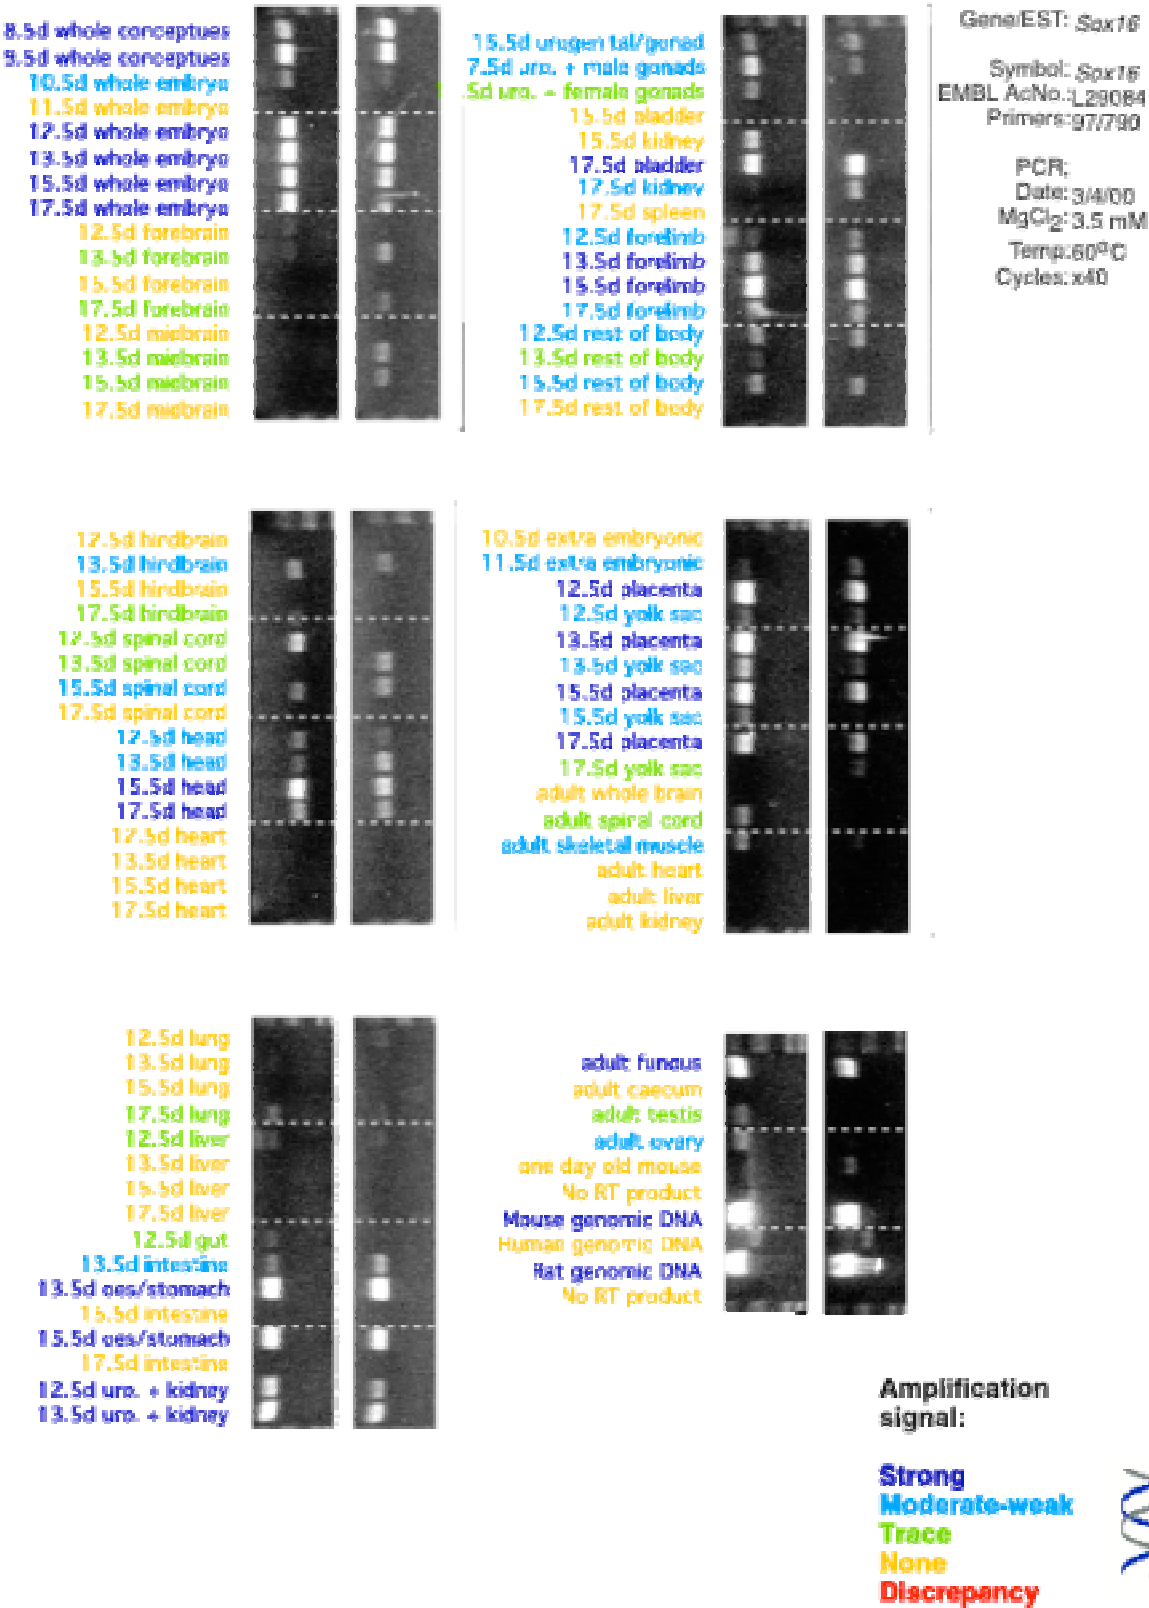 8.5d whole conceptues
9.5d whole conceptues
10.5d whole embryo
11.5d whole embryo
12.5d whole embryo
13.5d whole embryo
15.5d whole embryo
17.5d whole embryo
12.5d forebrain
13.5d forebrain
15.5d forebrain
17.5d forebrain
12.5d midbrain
13.5d midbrain
15.5d midbrain
17.5d midbrain
15.5d urogen tal/gonad
7.5d uro. + male gonads
.5d uro. + female gonads
15.5d bladder
15.5d kidney
17.5d bladder
17.5d kidney
17.5d spleen
12.5d forelimb
13.5d forelimb
15.5d forelimb
17.5d forelimb
12.5d rest of body
13.5d rest of body
15.5d rest of body
17.5d rest of body
Gene/EST: Sox16
Symbol: Sox16
EMBL AcNo.:L29084
Primers:97/790
PCR:
Date:3/4/00
MgCl2:3.5 mM
Temp:60°C
Cycles:x40
12.5d hindbrain
13.5d hindbrain
15.5d hindbrain
17.5d hindbrain
12.5d spinal cord
13.5d spinal cord
15.5d spinal cord
17.5d spinal cord
12.5d head
13.5d head
15.5d head
17.5d head
12.5d heart
13.5d heart
15.5d heart
17.5d heart
10.5d extra embryonic
11.5d extra embryonic
12.5d placenta
12.5d yolk sac
13.5d placenta
13.5d yolk sac
15.5d placenta
15.5d yolk sac
17.5d placenta
17.5d yolk sac
adult whole brain
adult spiral cord
adult skeletal muscle
adult heart
adult liver
adult kidney
12.5d lung
13.5d lung
15.5d lung
17.5d lung
12.5d liver
13.5d liver
15.5d liver
17.5d liver
12.5d gut
13.5d intestine
13.5d oes/stomach
15.5d intestine
15.5d oes/stomach
17.5d intestine
12.5d uro. + kidney
13.5d uro. + kidney
adult fundus
adult caecum
adult testis
adult ovary
one day old mouse
No RT product
Mouse genomic DNA
Human genomic DNA
Rat genomic DNA
No RT product
Amplification
signal:
Strong
Moderate-weak
Trace
None
Discrepancy